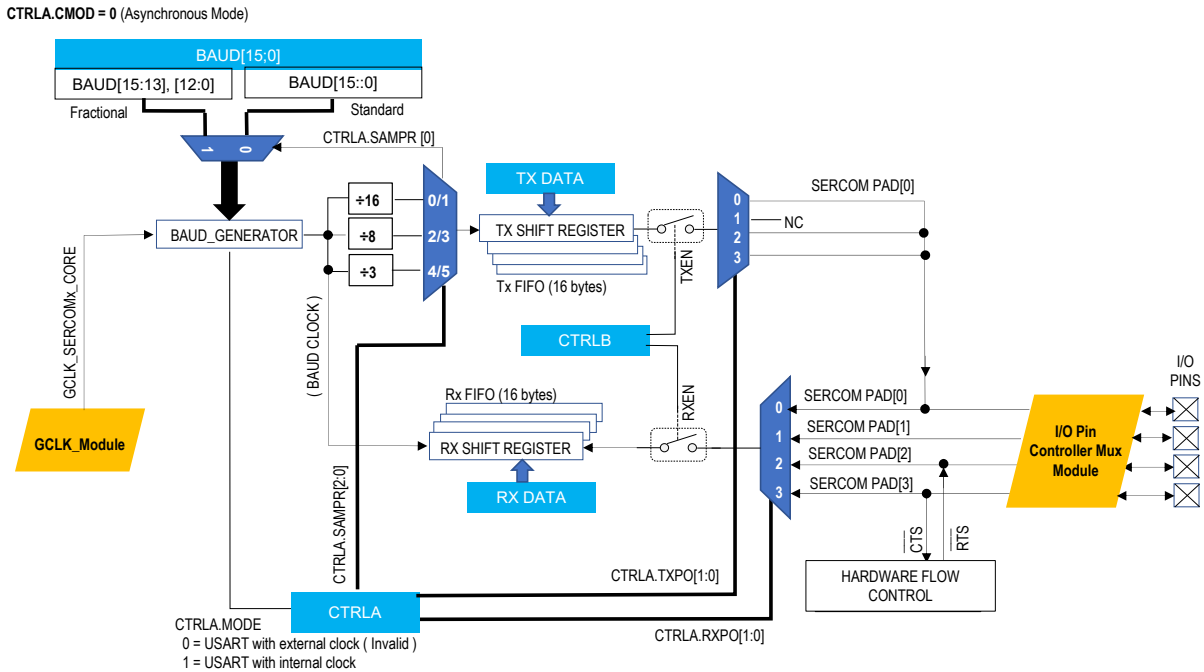 CTRLA.CMOD = 0 (Asynchronous Mode)
BAUD[15;0]
BAUD[15:13], [12:0]
BAUD[15::0]
Fractional
Standard
1
0
CTRLA.SAMPR [0]
BAUD_GENERATOR
÷16
÷8
÷3
0/1
2/3
4/5
TX DATA
TX SHIFT REGISTER
Tx FIFO (16 bytes)
TXEN
0
1
2
3
SERCOM PAD[0]
NC
GCLK_SERCOMx_CORE
( BAUD CLOCK )
CTRLB
RXEN
Rx FIFO (16 bytes)
RX SHIFT REGISTER
RX DATA
0
1
2
3
SERCOM PAD[0]
SERCOM PAD[1]
SERCOM PAD[2]
SERCOM PAD[3]
I/O Pin
Controller Mux
Module
I/O
PINS
GCLK_Module
CTRLA.SAMPR[2:0]
CTS
RTS
HARDWARE FLOW
CONTROL
CTRLA.TXPO[1:0]
CTRLA.RXPO[1:0]
CTRLA
CTRLA.MODE
0 = USART with external clock ( Invalid )
1 = USART with internal clock